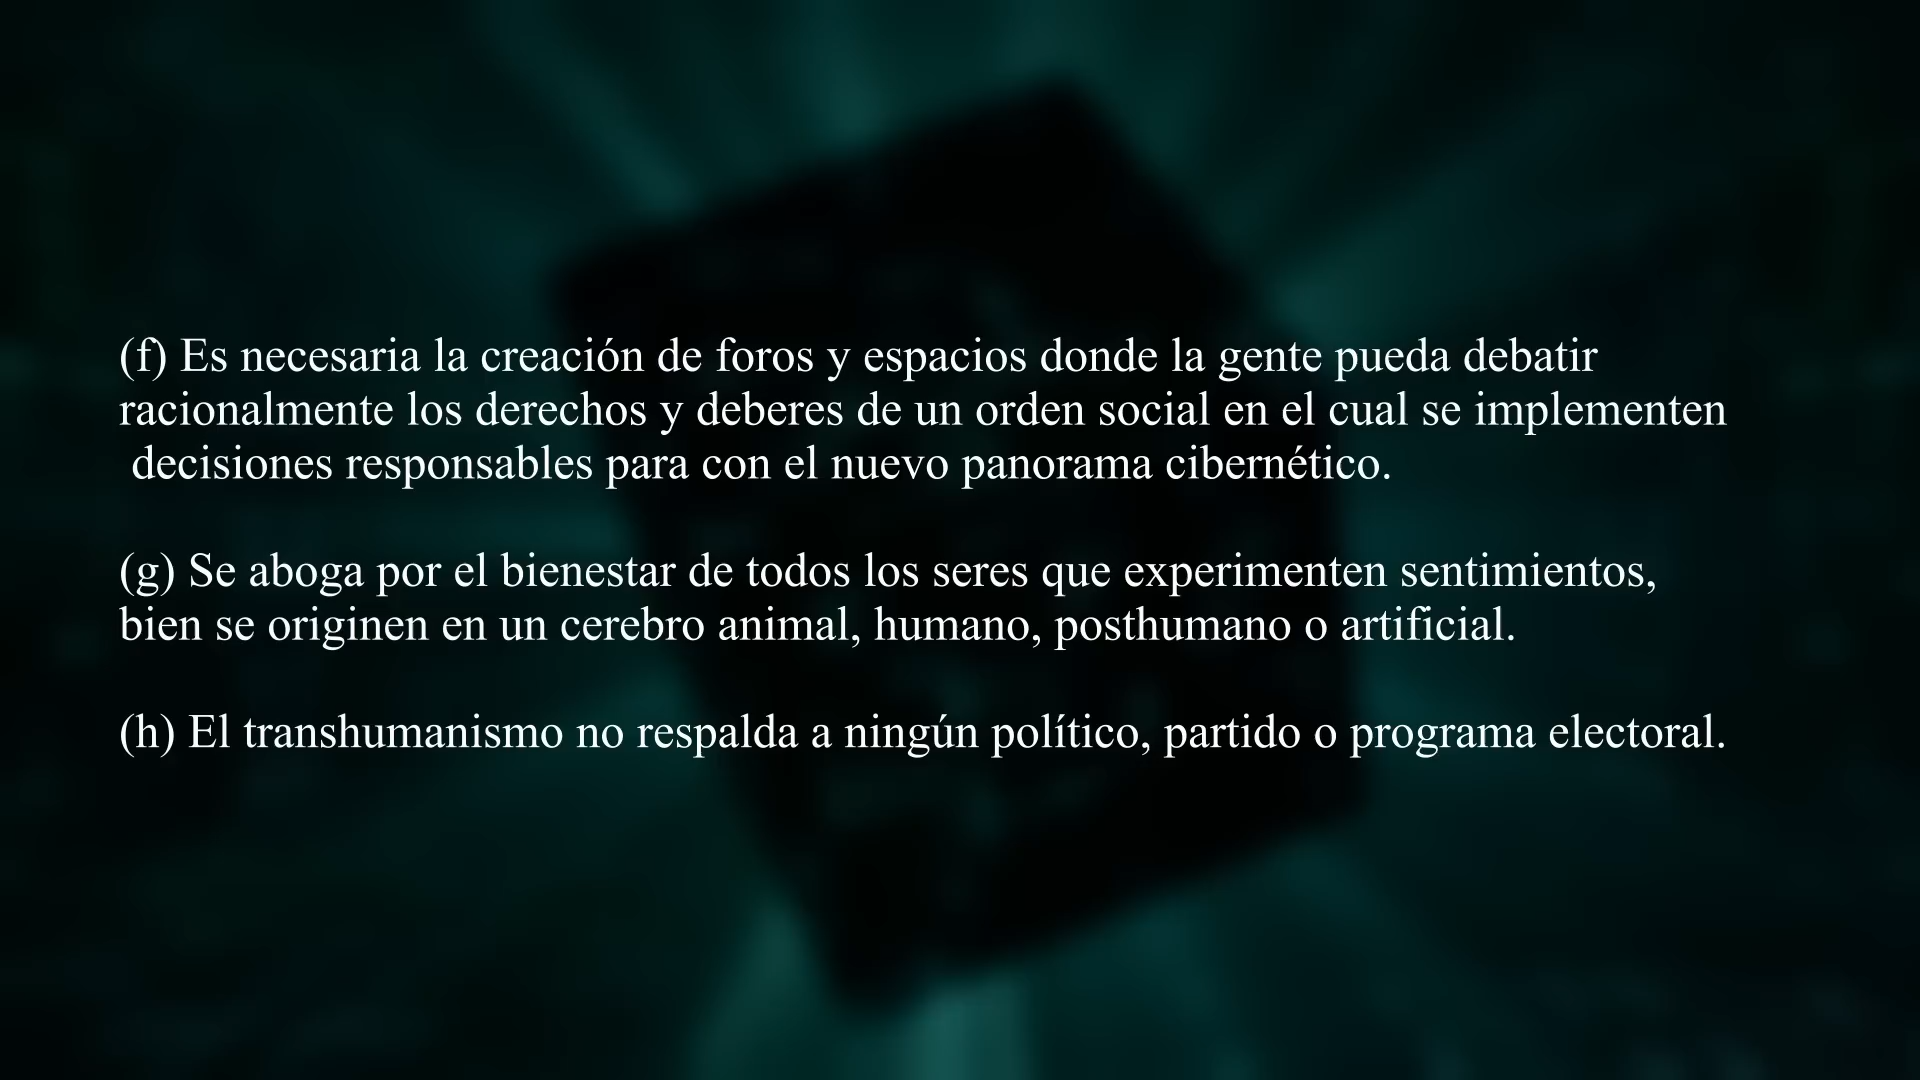 (f) Es necesaria la creación de foros y espacios donde la gente pueda debatir
racionalmente los derechos y deberes de un orden social en el cual se implementen
decisiones responsables para con el nuevo panorama cibernético.
(g) Se aboga por el bienestar de todos los seres que experimenten sentimientos,
bien se originen en un cerebro animal, humano, posthumano o artificial.
(h) El transhumanismo no respalda a ningún político, partido o programa electoral.